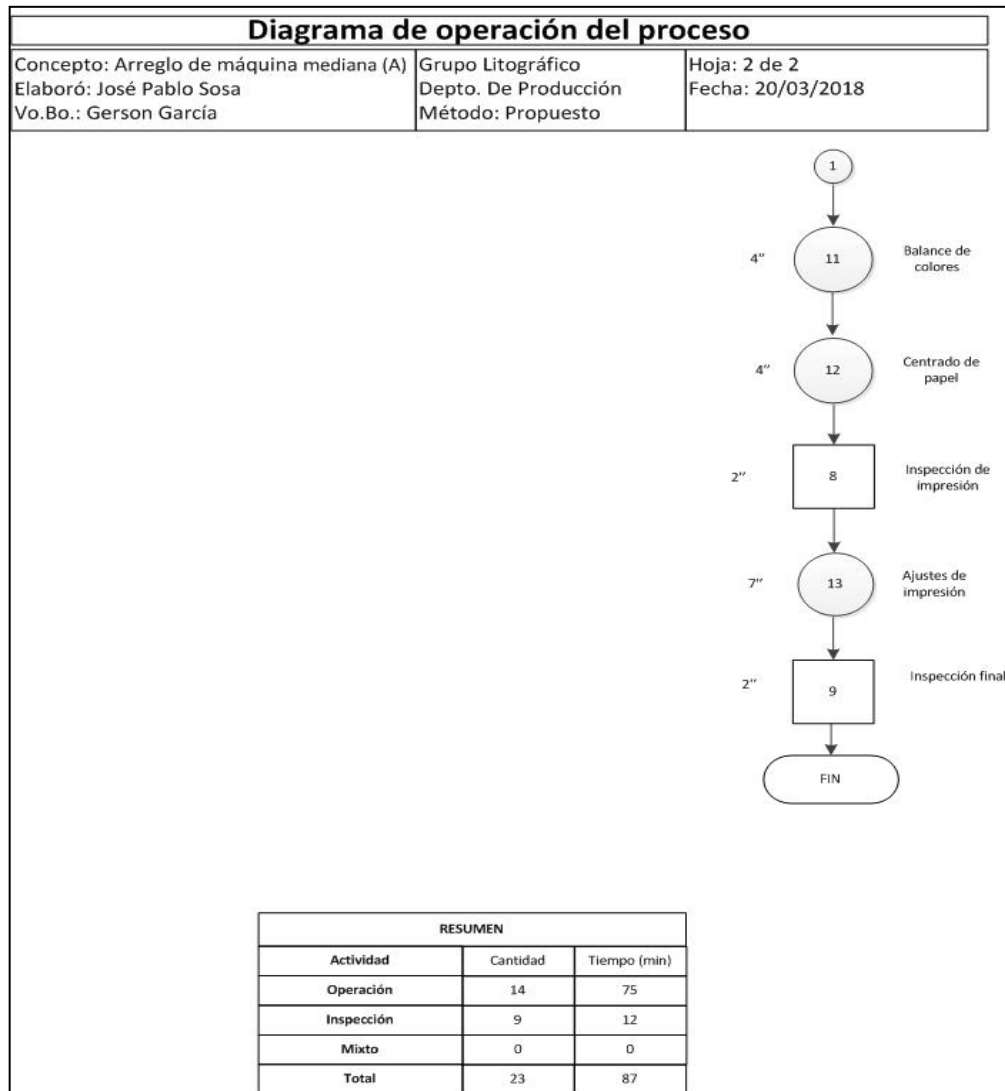 Diagrama de operación del proceso
Concepto: Arreglo de máquina mediana (A)
Elaboró: José Pablo Sosa
Vo.Bo.: Gerson García
Grupo Litográfico
Depto. De Producción
Método: Propuesto
Hoja: 2 de 2
Fecha: 20/03/2018
1
4’’ 11 Balance de
colores
4’’ 12 Centrado de
papel
2’’ 8 Inspección de
impresión
7’’ 13 Ajustes de
impresión
2’’ 9 Inspección final
FIN
RESUMEN
Actividad Cantidad Tiempo (min)
Operación 14 75
Inspección 9 12
Mixto 0 0
Total 23 87